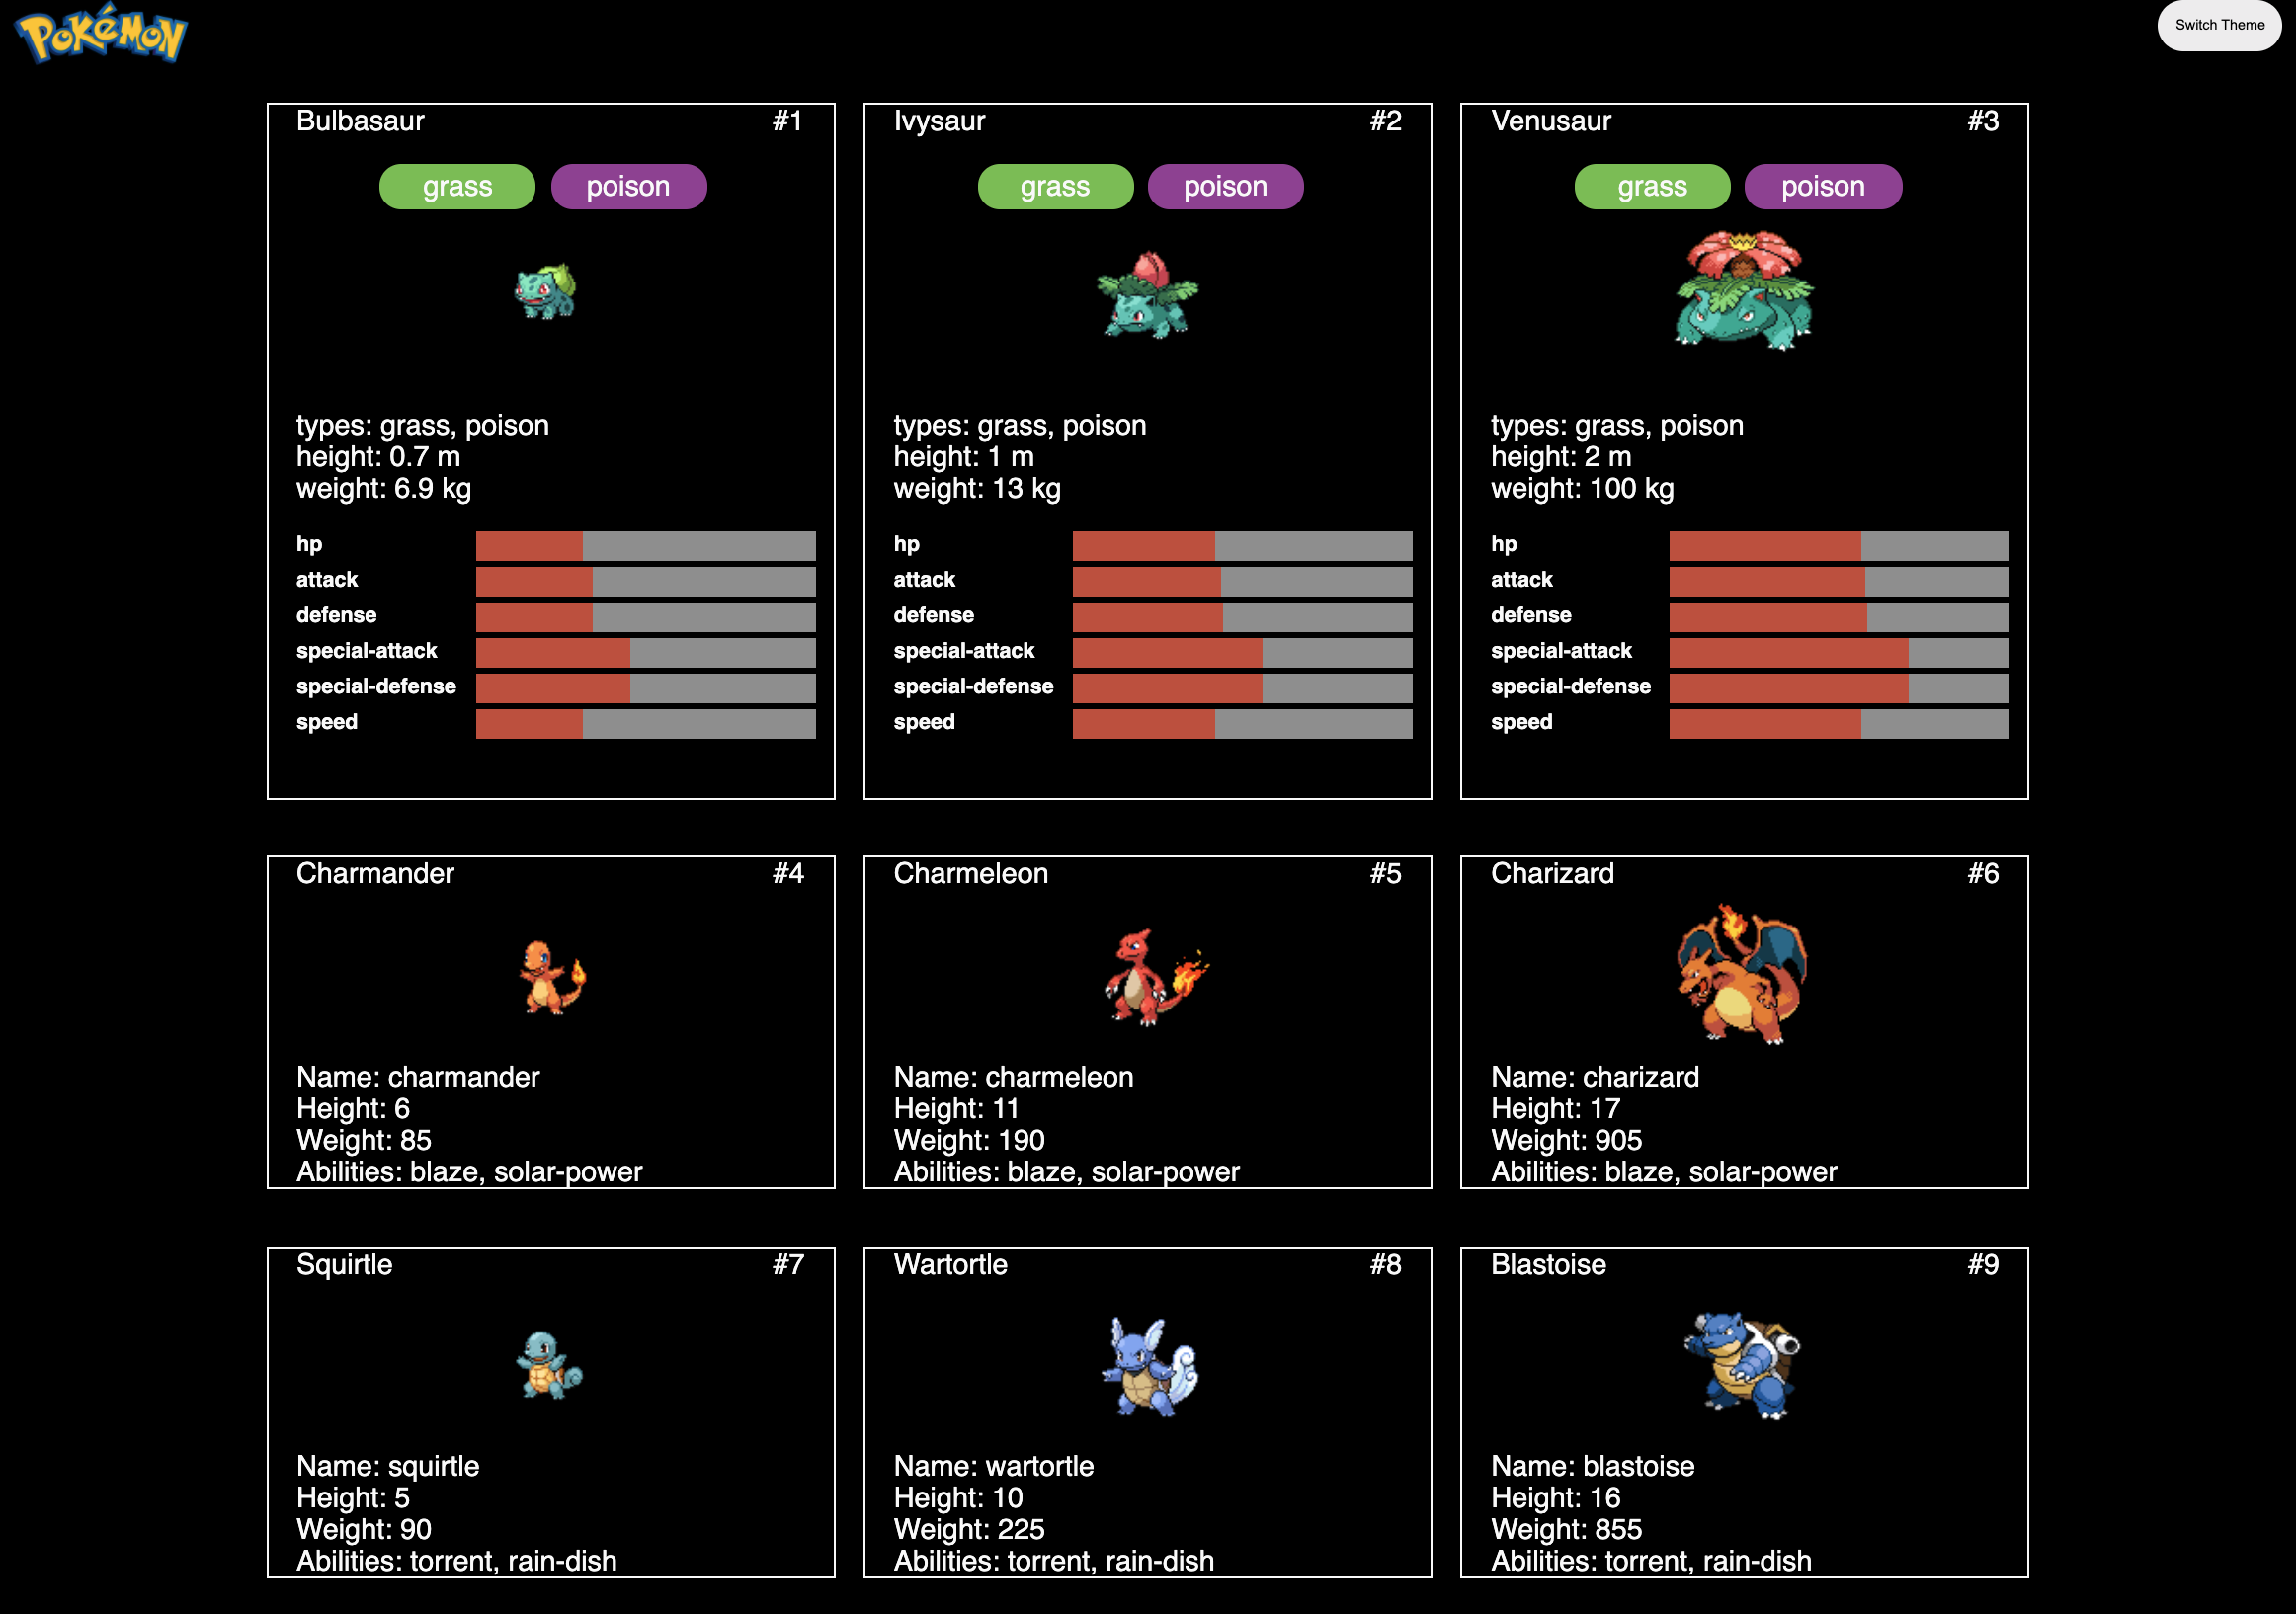 Pokémon
Switch Theme
Bulbasaur #1
grass poison
types: grass, poison
height: 0.7 m
weight: 6.9 kg
hp
attack
defense
special-attack
special-defense
speed
Ivysaur #2
grass poison
types: grass, poison
height: 1 m
weight: 13 kg
hp
attack
defense
special-attack
special-defense
speed
Venusaur #3
grass poison
types: grass, poison
height: 2 m
weight: 100 kg
hp
attack
defense
special-attack
special-defense
speed
Charmander #4
Name: charmander
Height: 6
Weight: 85
Abilities: blaze, solar-power
Charmeleon #5
Name: charmeleon
Height: 11
Weight: 190
Abilities: blaze, solar-power
Charizard #6
Name: charizard
Height: 17
Weight: 905
Abilities: blaze, solar-power
Squirtle #7
Name: squirtle
Height: 5
Weight: 90
Abilities: torrent, rain-dish
Wartortle #8
Name: wartortle
Height: 10
Weight: 225
Abilities: torrent, rain-dish
Blastoise #9
Name: blastoise
Height: 16
Weight: 855
Abilities: torrent, rain-dish